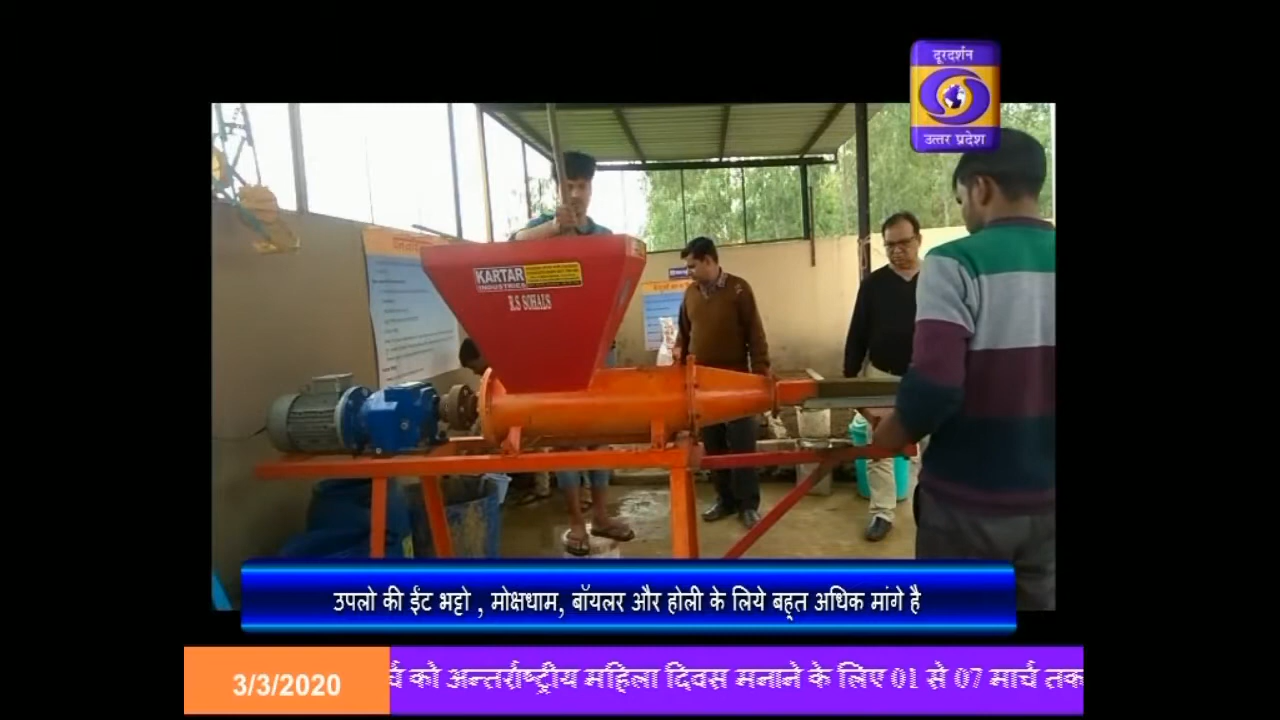 दूरदर्शन
उत्तर प्रदेश
KARTAR
INDUSTRIES
R.S SOHALS
उपलो की ईंट भट्टो , मोक्षधाम, बॉयलर और होली के लिये बहुत अधिक मांगे है
3/3/2020
र्च को अन्तर्राष्ट्रीय महिला दिवस मनाने के लिए 01 से 07 मार्च तक